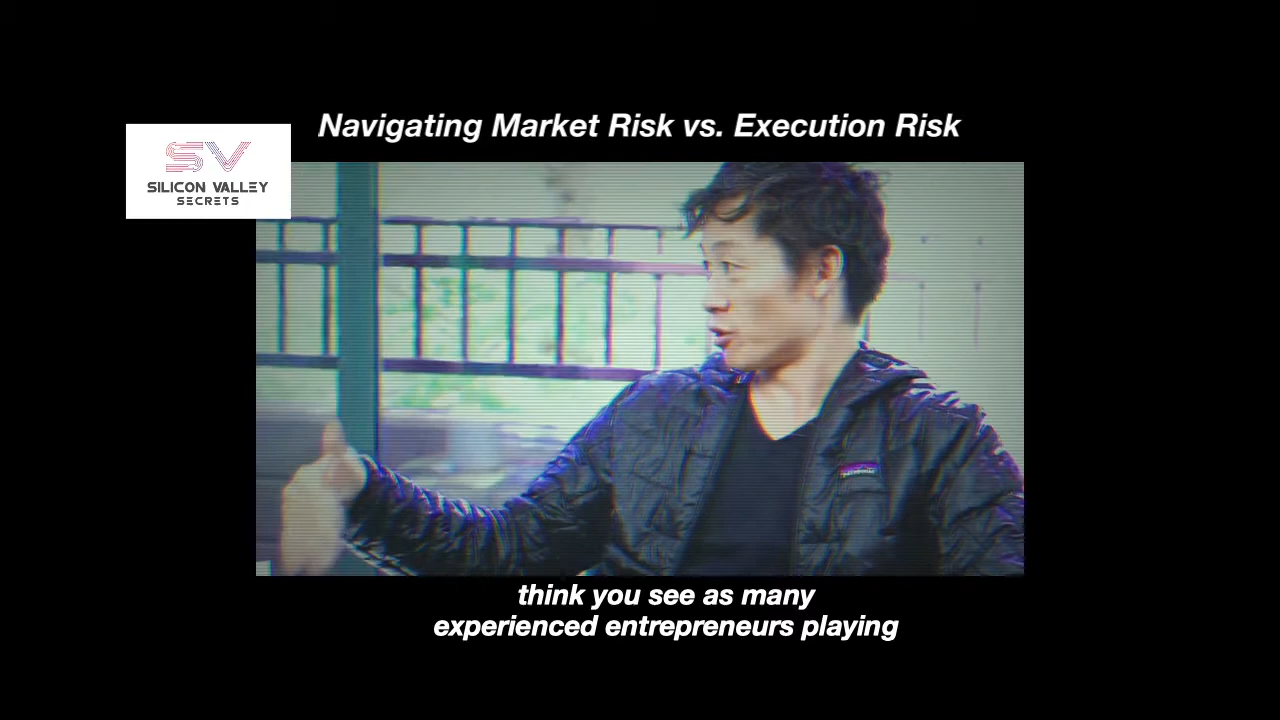 Navigating Market Risk vs. Execution Risk
SV
SILICON VALLEY
SECRETS
think you see as many
experienced entrepreneurs playing